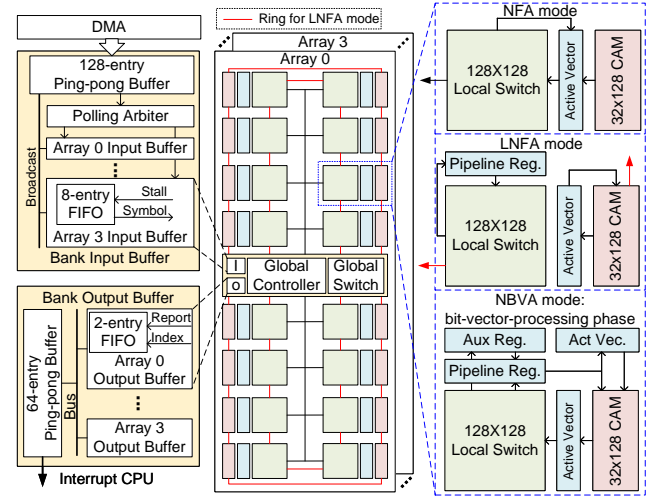 DMA
128-entry
Ping-pong Buffer
Polling Arbiter
Array 0 Input Buffer
Broadcast
8-entry
FIFO
Stall
Symbol
Array 3 Input Buffer
Bank Input Buffer
Bank Output Buffer
64-entry
Ping-pong Buffer
Bus
2-entry
FIFO
Report
Index
Array 0
Output Buffer
Array 3
Output Buffer
Interrupt CPU
Ring for LNFA mode
Array 3
Array 0
I
o
Global
Controller
Global
Switch
NFA mode
128X128
Local Switch
Active Vector
32x128 CAM
LNFA mode
Pipeline Reg.
128X128
Local Switch
Active Vector
32x128 CAM
NBVA mode:
bit-vector-processing phase
Aux Reg.
Act Vec.
Pipeline Reg.
128X128
Local Switch
Active Vector
32x128 CAM